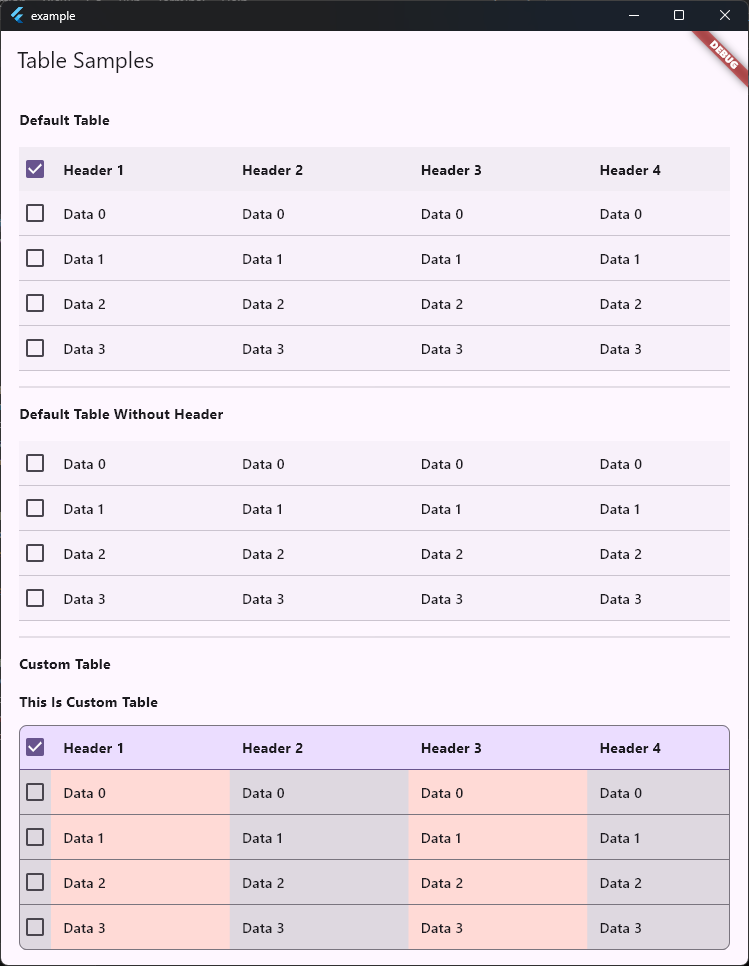 example
DEBUG
Table Samples
Default Table
Header 1 Header 2 Header 3 Header 4
Data 0 Data 0 Data 0 Data 0
Data 1 Data 1 Data 1 Data 1
Data 2 Data 2 Data 2 Data 2
Data 3 Data 3 Data 3 Data 3
Default Table Without Header
Data 0 Data 0 Data 0 Data 0
Data 1 Data 1 Data 1 Data 1
Data 2 Data 2 Data 2 Data 2
Data 3 Data 3 Data 3 Data 3
Custom Table
This Is Custom Table
Header 1 Header 2 Header 3 Header 4
Data 0 Data 0 Data 0 Data 0
Data 1 Data 1 Data 1 Data 1
Data 2 Data 2 Data 2 Data 2
Data 3 Data 3 Data 3 Data 3